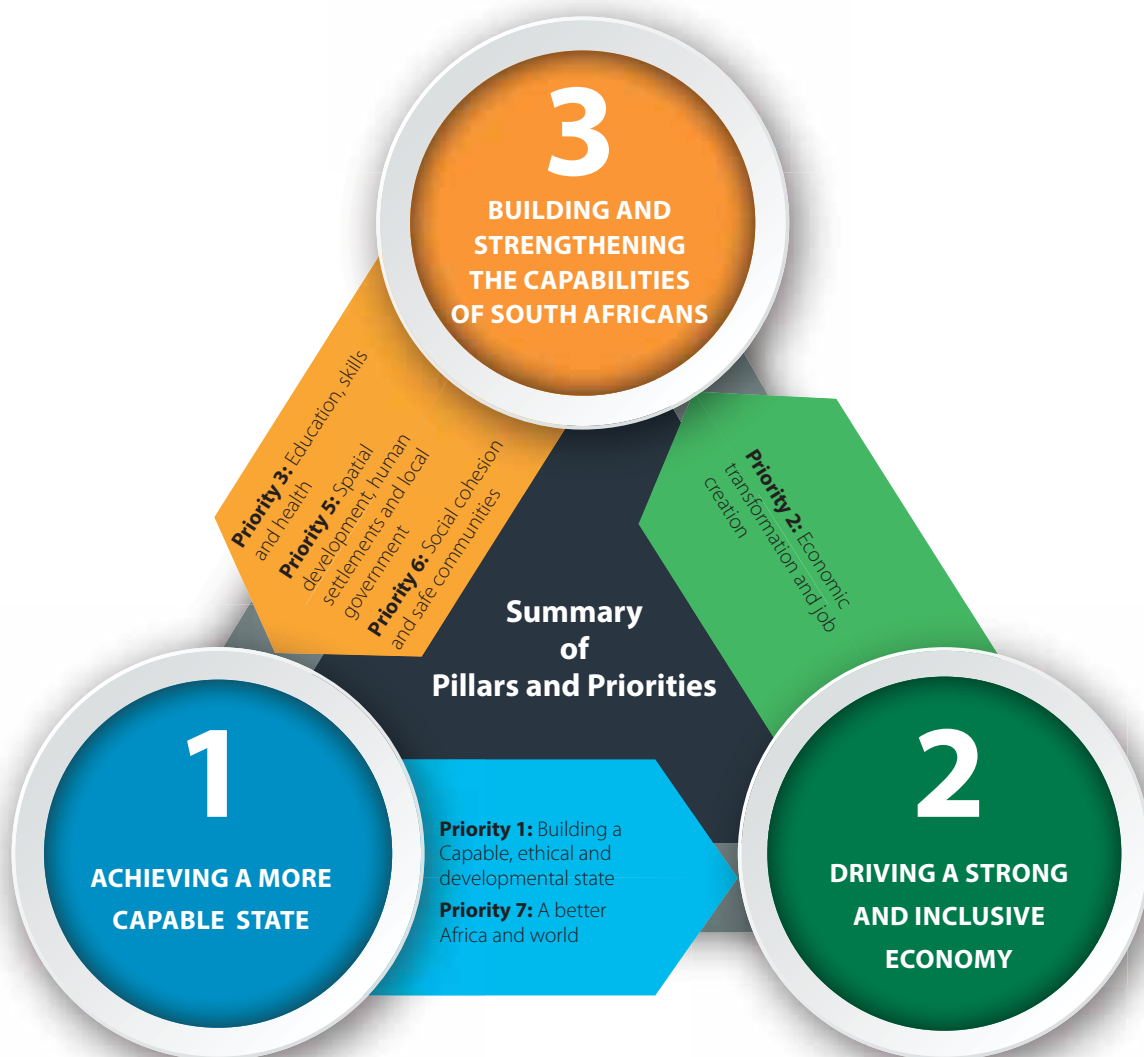 3
BUILDING AND
STRENGTHENING
THE CAPABILITIES
OF SOUTH AFRICANS
Priority 3: Education, skills
and health
Priority 5: Spatial
development, human
settlements and local
government
Priority 6: Social cohesion
and safe communities
Priority 2: Economic
transformation and job
creation
Summary
of
Pillars and Priorities
1
ACHIEVING A MORE
CAPABLE STATE
Priority 1: Building a
Capable, ethical and
developmental state
Priority 7: A better
Africa and world
2
DRIVING A STRONG
AND INCLUSIVE
ECONOMY